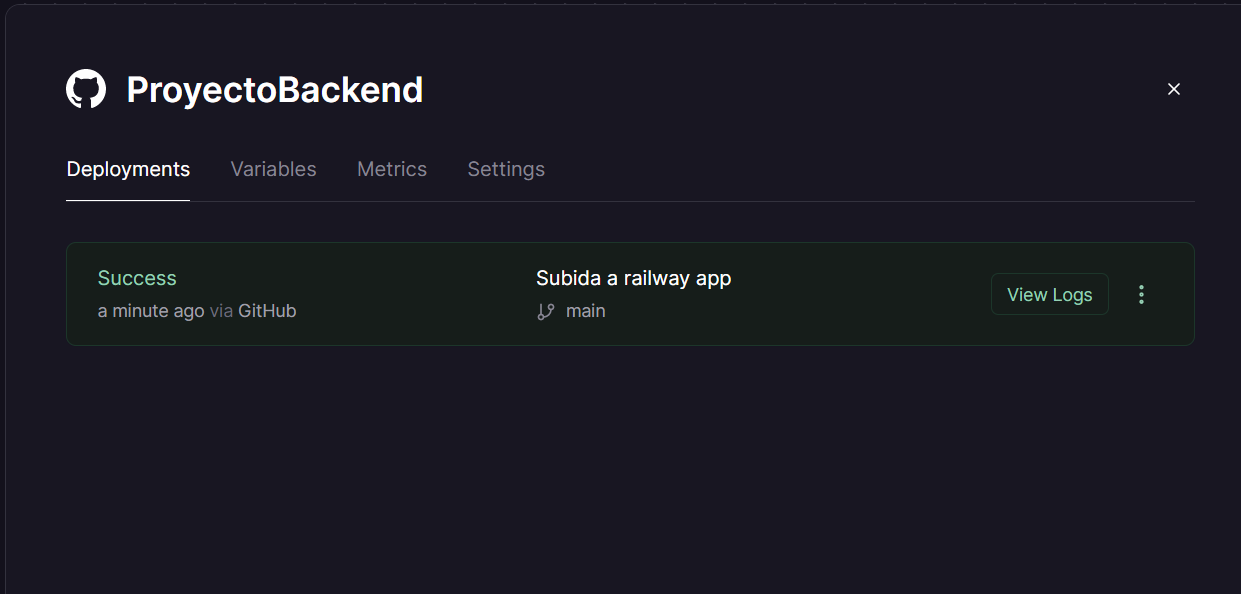 ProyectoBackend
Deployments Variables Metrics Settings
Success
a minute ago via GitHub
Subida a railway app
main
View Logs